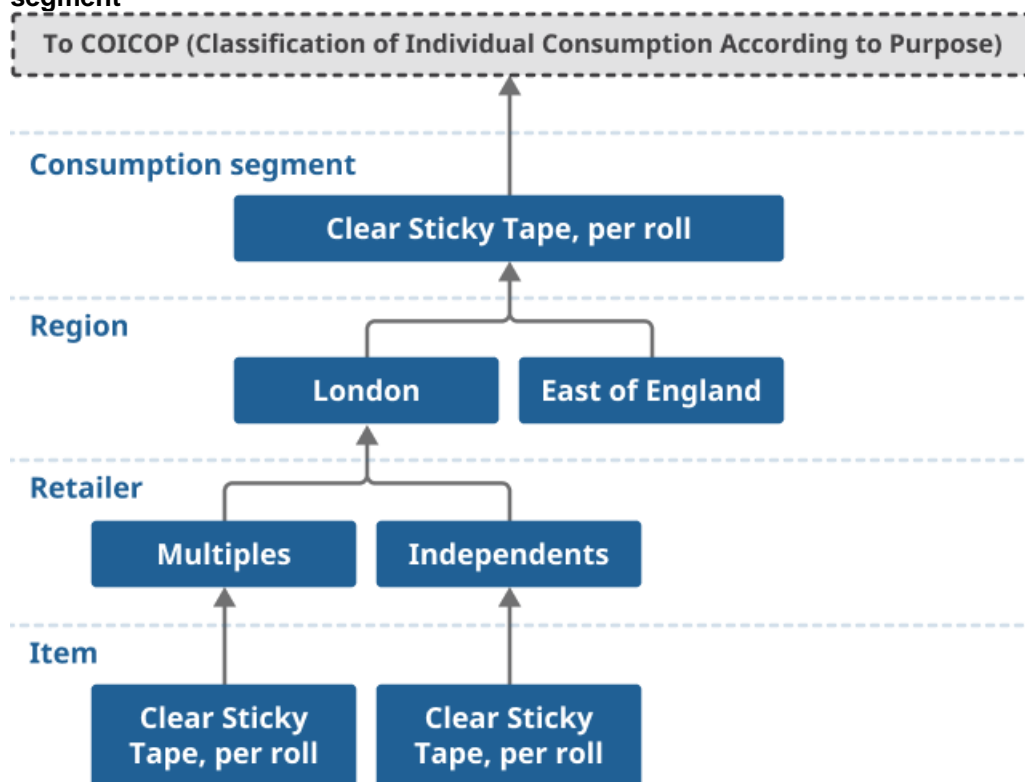 segment
To COICOP (Classification of Individual Consumption According to Purpose)
Consumption segment
Clear Sticky Tape, per roll
Region
London
East of England
Retailer
Multiples
Independents
Item
Clear Sticky
Tape, per roll
Clear Sticky
Tape, per roll